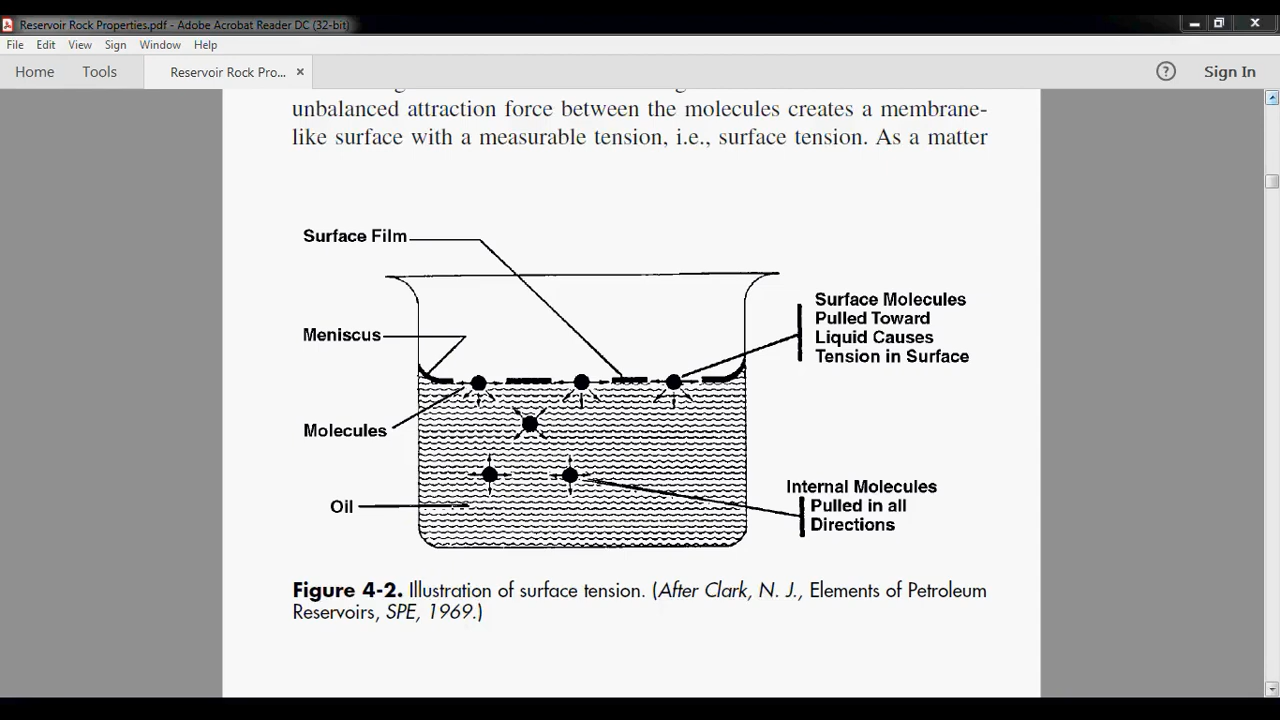 Reservoir Rock Properties.pdf - Adobe Acrobat Reader DC (32-bit)
File Edit View Sign Window Help
Home Tools Reservoir Rock Pro... × ? Sign In
unbalanced attraction force between the molecules creates a membrane-
like surface with a measurable tension, i.e., surface tension. As a matter
Surface Film
Meniscus
Molecules
Oil
Surface Molecules
Pulled Toward
Liquid Causes
Tension in Surface
Internal Molecules
Pulled in all
Directions
Figure 4-2. Illustration of surface tension. (After Clark, N. J., Elements of Petroleum
Reservoirs, SPE, 1969.)